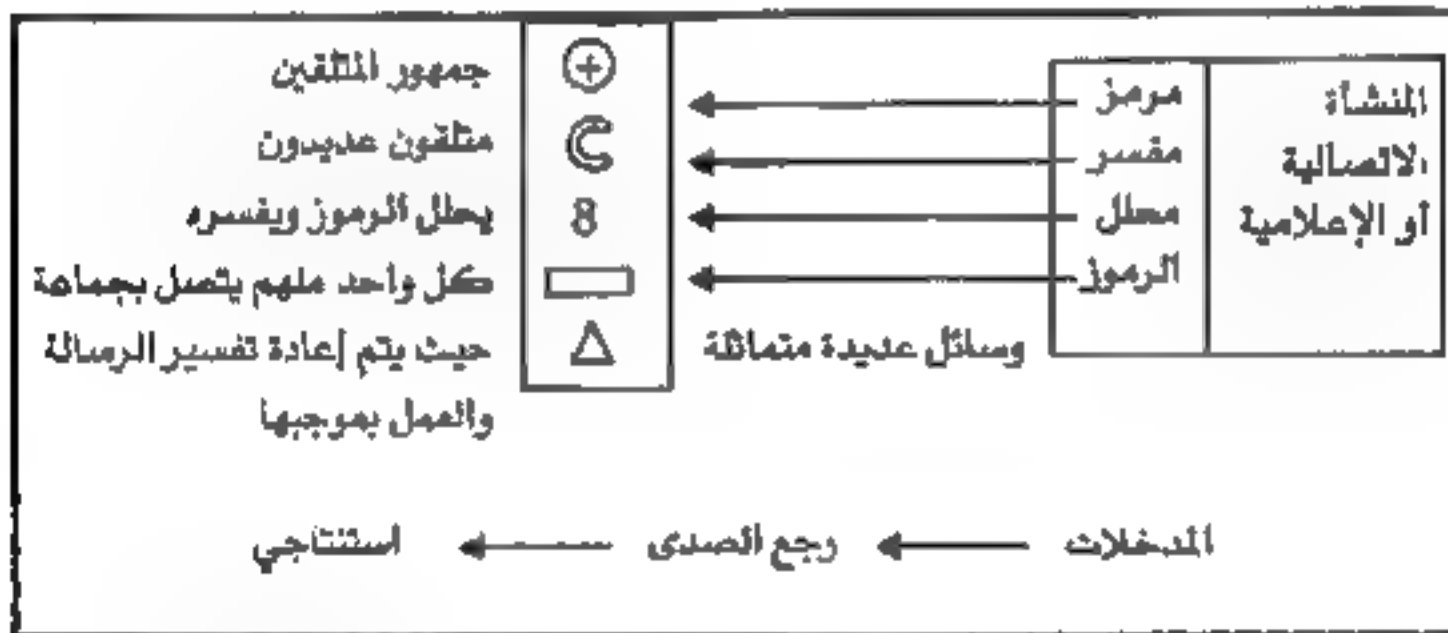 المنشأة
الاتصالية
أو الإعلامية
مرمز
مفسر
محلل
الرموز
وسائل عديدة متماثلة
8
جمهور المتلقين
متلقون عديدون
يحلل الرموز ويفسره
كل واحد منهم يتصل بجماعة
حيث يتم إعادة تفسير الرسالة
والعمل بموجبها
المدخلات
رجع الصدى
استنتاجي